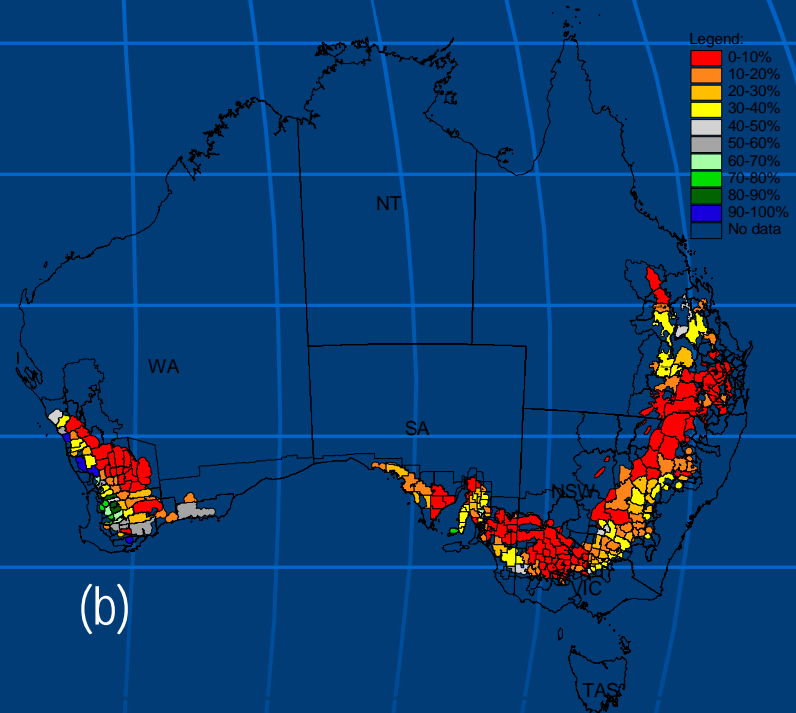 Legend:
0-10%
10-20%
20-30%
30-40%
40-50%
50-60%
60-70%
70-80%
80-90%
90-100%
No data
NT
WA
SA
NSW
VIC
(b)
TAS